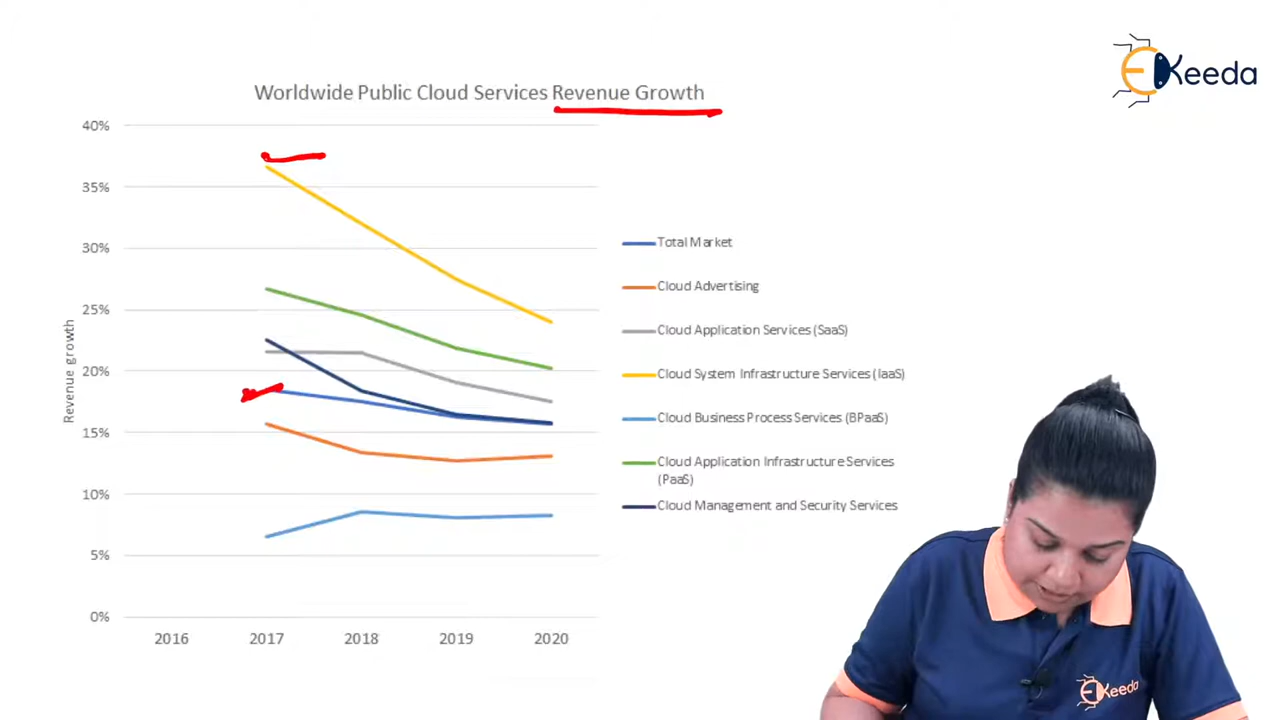 EKeeda
Worldwide Public Cloud Services Revenue Growth
40%
35%
30%
25%
20%
15%
10%
5%
0%
Revenue growth
2016 2017 2018 2019 2020
Total Market
Cloud Advertising
Cloud Application Services (SaaS)
Cloud System Infrastructure Services (IaaS)
Cloud Business Process Services (BPaaS)
Cloud Application Infrastructure Services
(PaaS)
Cloud Management and Security Services
EKeeda